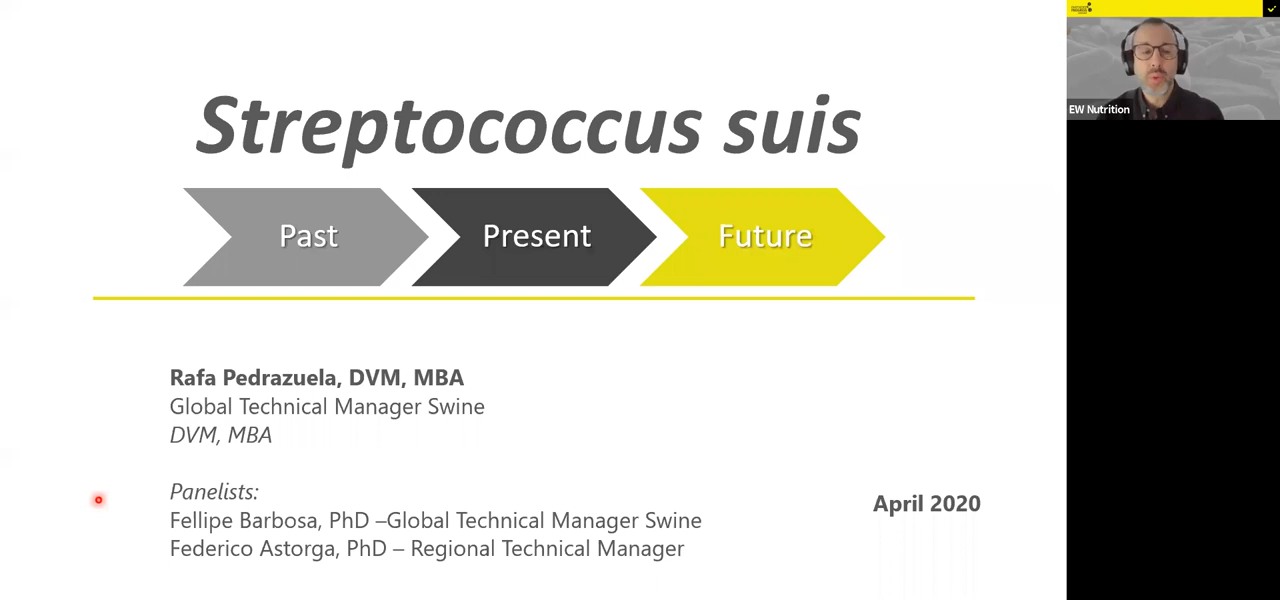 Streptococcus suis
Past
Present
Future
Rafa Pedrazuela, DVM, MBA
Global Technical Manager Swine
DVM, MBA
Panelists:
Fellipe Barbosa, PhD –Global Technical Manager Swine
Federico Astorga, PhD – Regional Technical Manager
April 2020
EW Nutrition